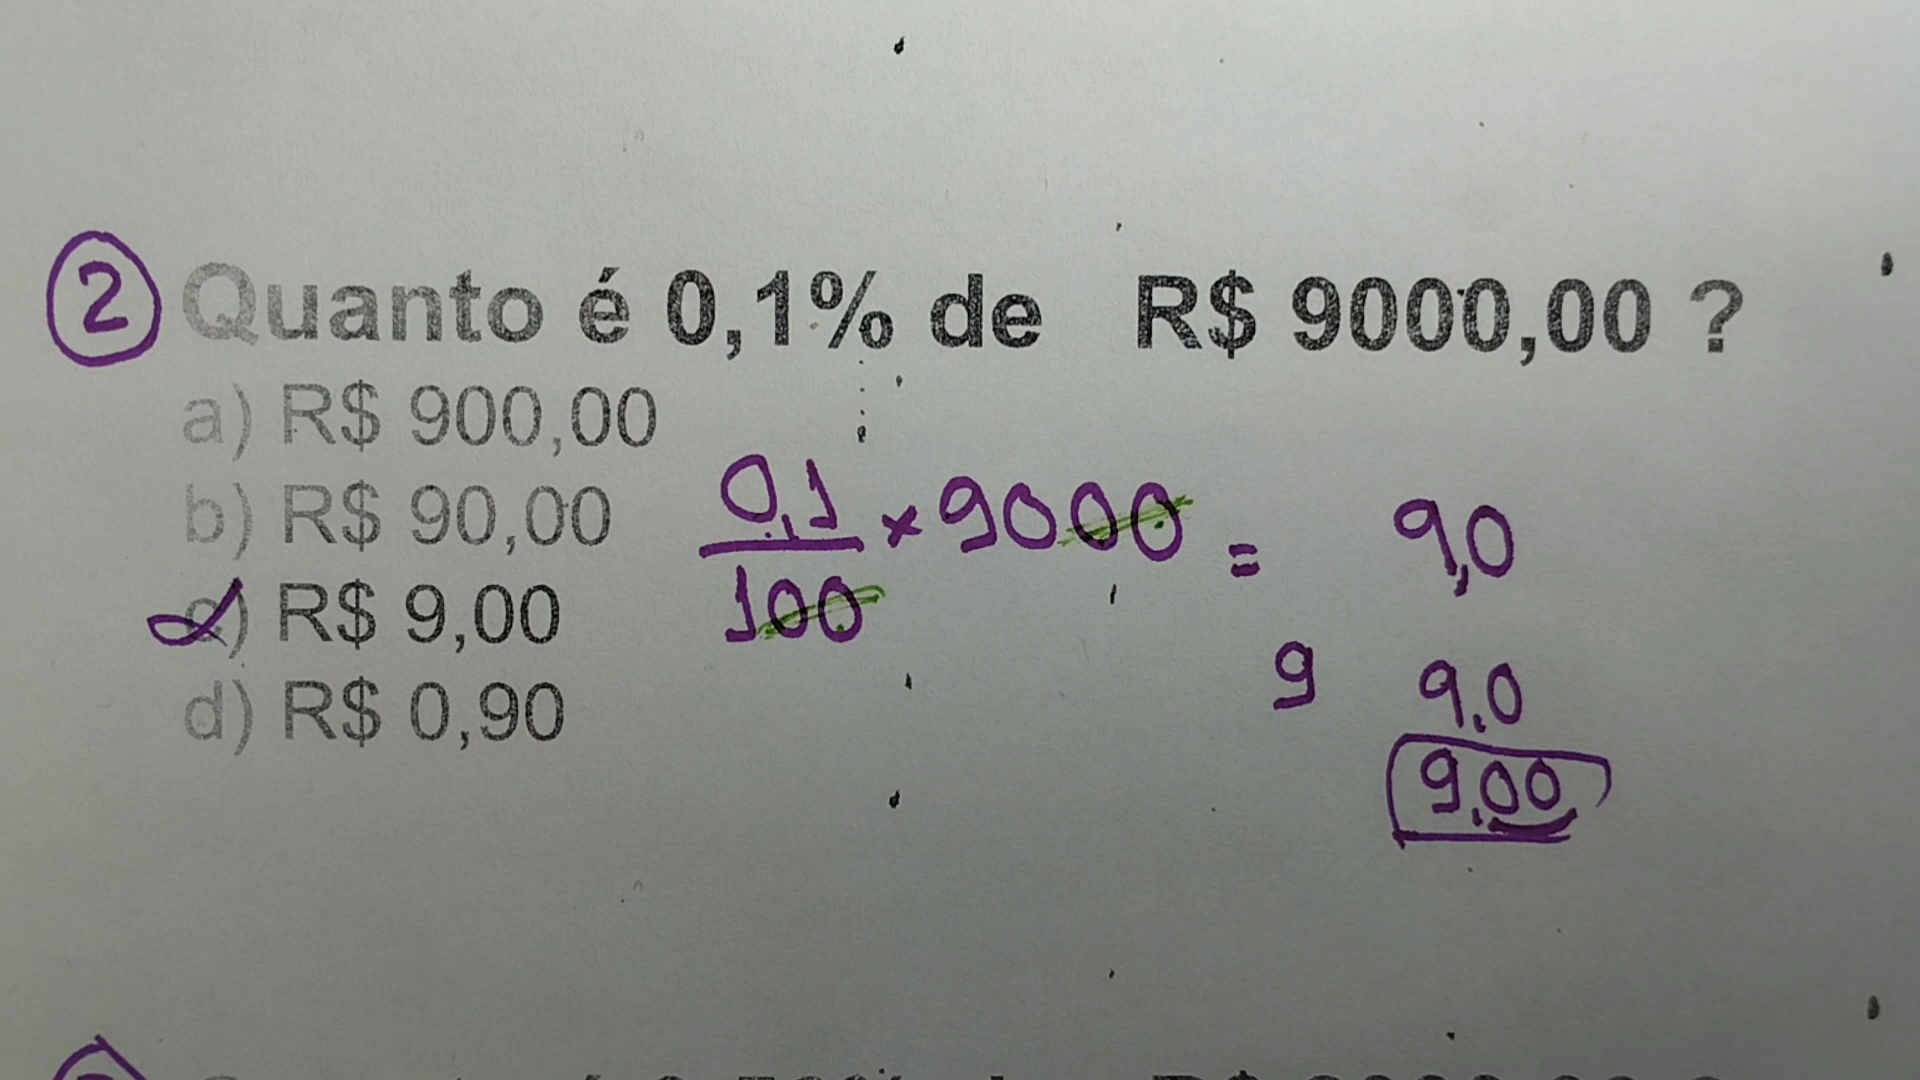 2 Quanto é 0,1% de R$ 9000,00 ?
a) R$ 900,00
b) R$ 90,00
c) R$ 9,00
d) R$ 0,90
0,1 × 9000 = 9,0
100
9 9,0
9,00